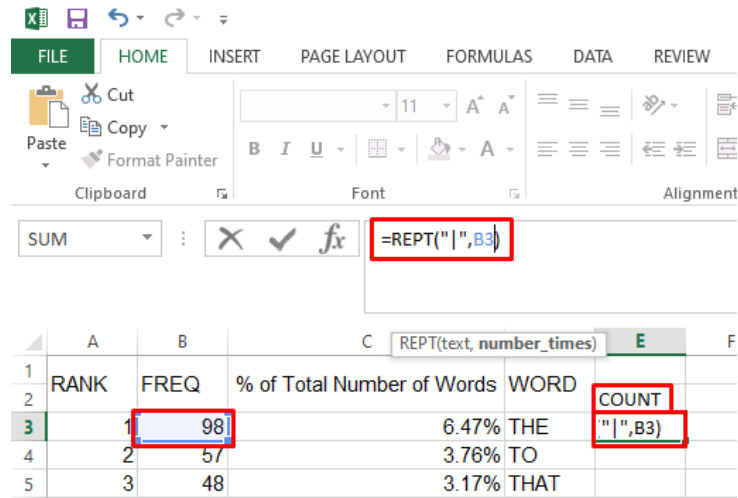 FILE HOME INSERT PAGE LAYOUT FORMULAS DATA REVIEW
Cut
Copy
Format Painter
Paste
11 A A
B I U A
Clipboard Font Alignment
SUM fx =REPT("|",B3)
A B C REPT(text, number_times) E F
1 RANK FREQ % of Total Number of Words WORD
2 COUNT
3 1 98 6.47% THE "|",B3)
4 2 57 3.76% TO
5 3 48 3.17% THAT